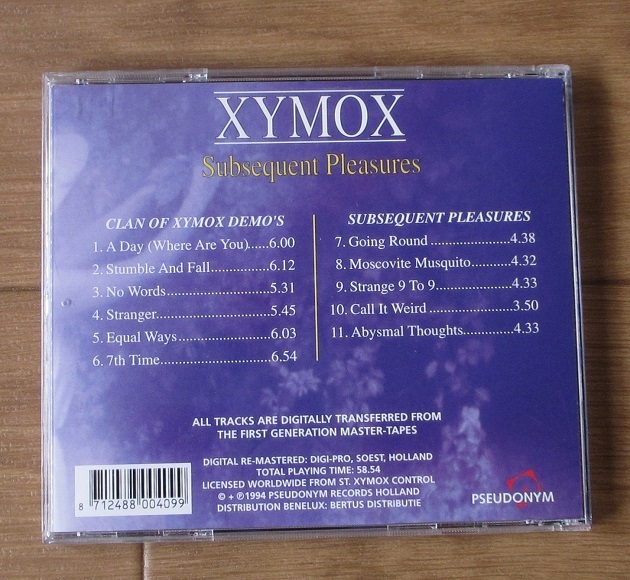 XYMOX
Subsequent Pleasures
CLAN OF XYMOX DEMO'S
1. A Day (Where Are You)......6.00
2. Stumble And Fall...............6.12
3. No Words..........................5.31
4. Stranger............................5.45
5. Equal Ways.......................6.03
6. 7th Time............................6.54
SUBSEQUENT PLEASURES
7. Going Round ......................4.38
8. Moscovite Musquito...........4.32
9. Strange 9 To 9.....................4.33
10. Call It Weird .....................3.50
11. Abysmal Thoughts.............4.33
ALL TRACKS ARE DIGITALLY TRANSFERRED FROM
THE FIRST GENERATION MASTER-TAPES
DIGITAL RE-MASTERED: DIGI-PRO, SOEST, HOLLAND
TOTAL PLAYING TIME: 58.54
LICENSED WORLDWIDE FROM ST. XYMOX CONTROL
© + ℗1994 PSEUDONYM RECORDS HOLLAND
DISTRIBUTION BENELUX: BERTUS DISTRIBUTIE
8 712488 004099
PSEUDONYM